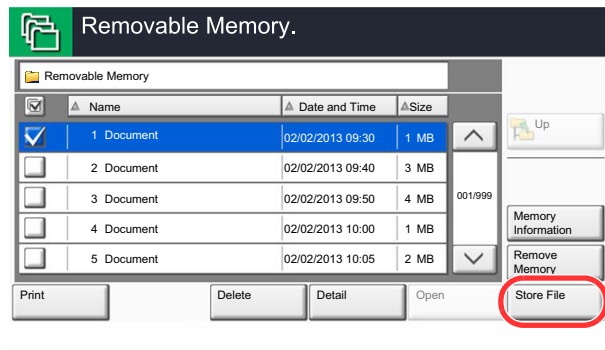 Removable Memory.
Removable Memory
Name Date and Time Size
1 Document 02/02/2013 09:30 1 MB
Up
2 Document 02/02/2013 09:40 3 MB
3 Document 02/02/2013 09:50 4 MB
001/999
4 Document 02/02/2013 10:00 1 MB
Memory
Information
5 Document 02/02/2013 10:05 2 MB
Remove
Memory
Print Delete Detail Open Store File